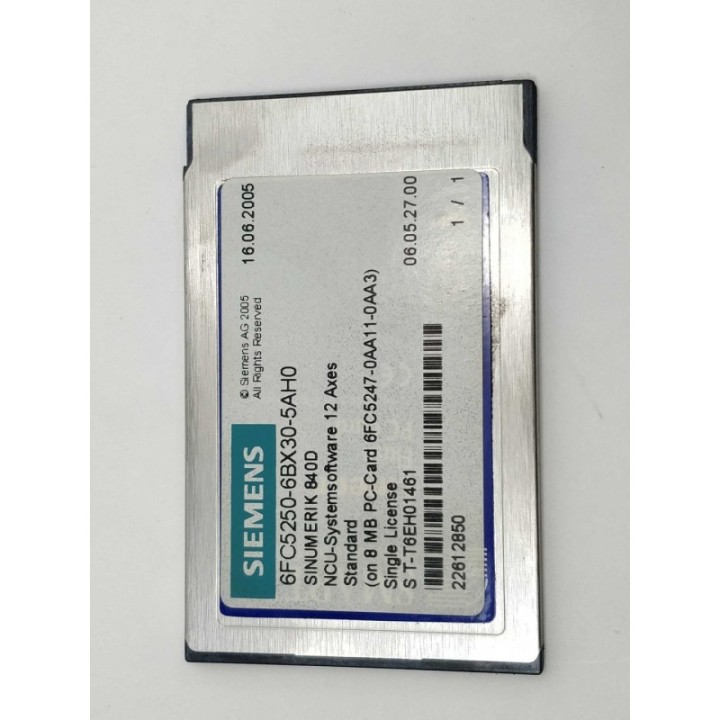 SIEMENS
© Siemens AG 2005
All Rights Reserved
16.06.2005
6FC5250-6BX30-5AH0
SINUMERIK 840D
NCU-Systemsoftware 12 Axes
Standard
(on 8 MB PC-Card 6FC5247-0AA11-0AA3)
Single License
S T-T6EH01461
06.05.27.00
22612850
1 / 1